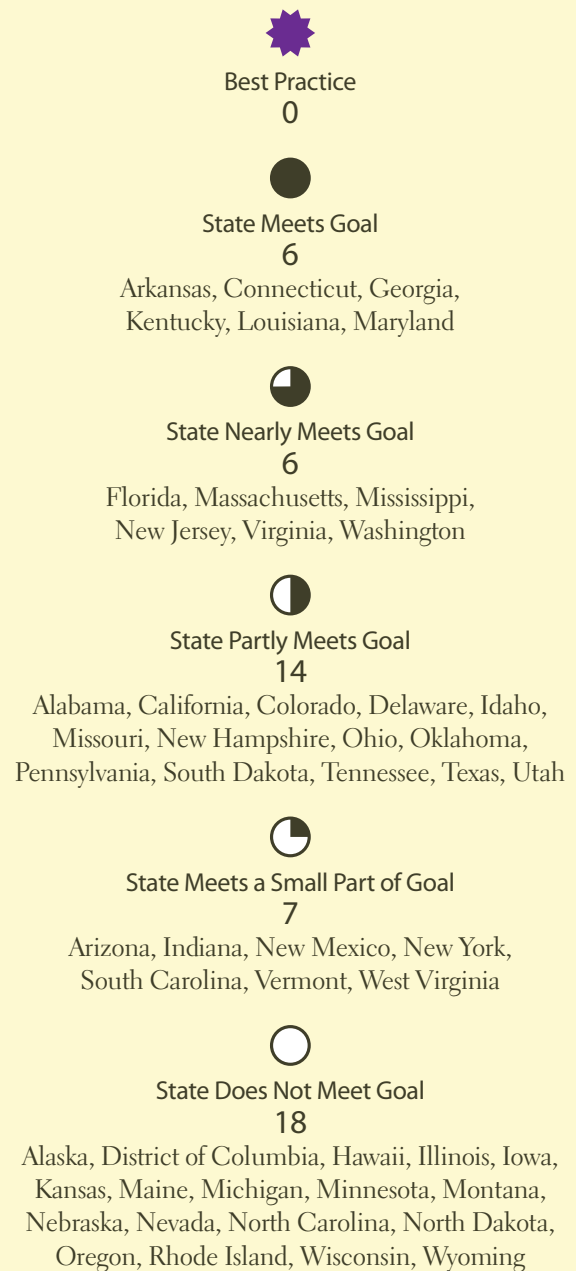 Best Practice
0
State Meets Goal
6
Arkansas, Connecticut, Georgia,
Kentucky, Louisiana, Maryland
State Nearly Meets Goal
6
Florida, Massachusetts, Mississippi,
New Jersey, Virginia, Washington
State Partly Meets Goal
14
Alabama, California, Colorado, Delaware, Idaho,
Missouri, New Hampshire, Ohio, Oklahoma,
Pennsylvania, South Dakota, Tennessee, Texas, Utah
State Meets a Small Part of Goal
7
Arizona, Indiana, New Mexico, New York,
South Carolina, Vermont, West Virginia
State Does Not Meet Goal
18
Alaska, District of Columbia, Hawaii, Illinois, Iowa,
Kansas, Maine, Michigan, Minnesota, Montana,
Nebraska, Nevada, North Carolina, North Dakota,
Oregon, Rhode Island, Wisconsin, Wyoming